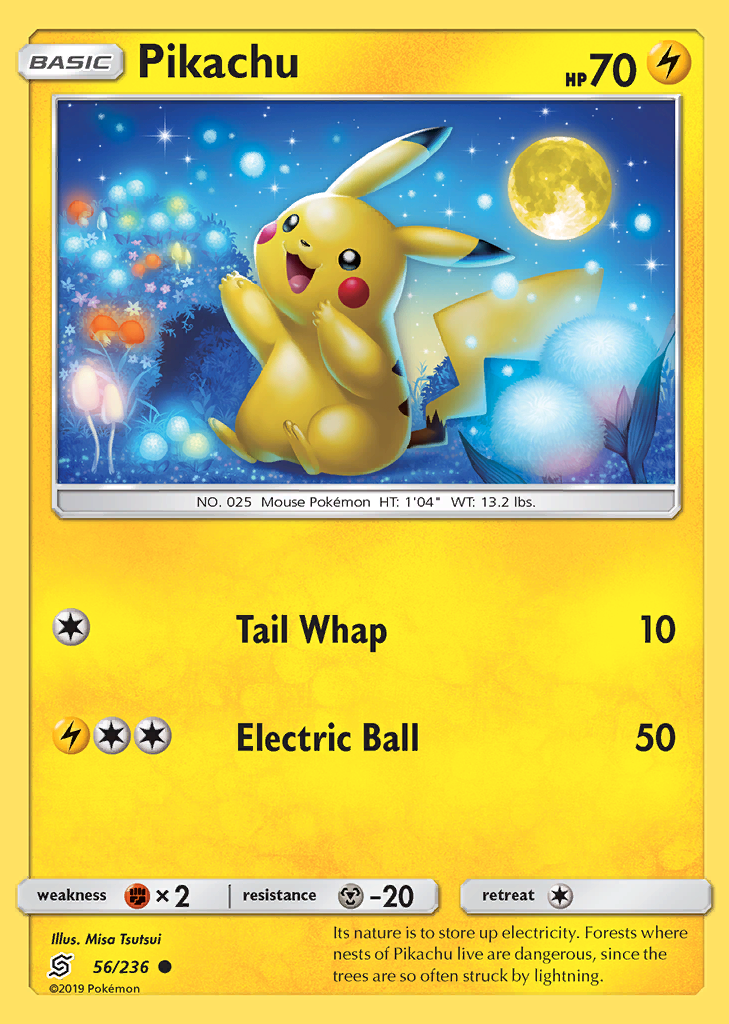 BASIC Pikachu HP 70
NO. 025 Mouse Pokémon HT: 1'04" WT: 13.2 lbs.
Tail Whap 10
Electric Ball 50
weakness × 2 resistance -20 retreat
Illus. Misa Tsutsui
56/236
©2019 Pokémon
Its nature is to store up electricity. Forests where
nests of Pikachu live are dangerous, since the
trees are so often struck by lightning.